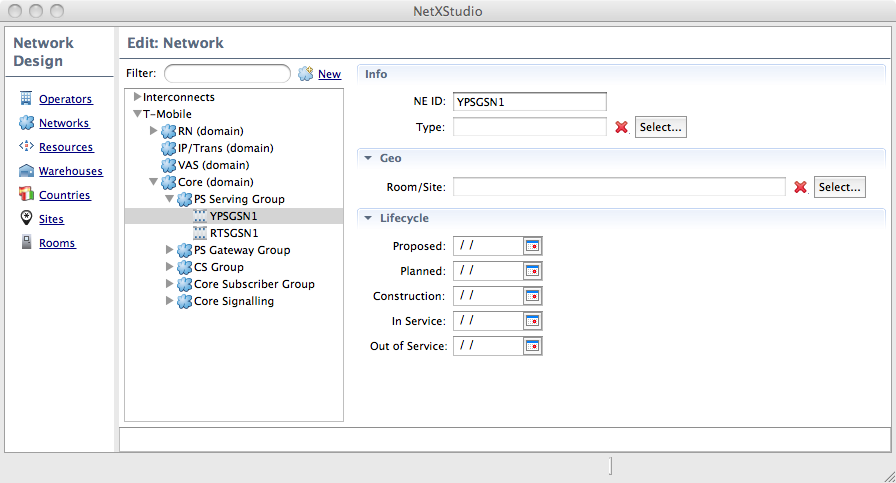 NetXStudio
Network
Design
Operators
Networks
Resources
Warehouses
Countries
Sites
Rooms
Edit: Network
Filter:
New
Interconnects
T-Mobile
RN (domain)
IP/Trans (domain)
VAS (domain)
Core (domain)
PS Serving Group
YPSGSN1
RTSGSN1
PS Gateway Group
CS Group
Core Subscriber Group
Core Signalling
Info
NE ID: YPSGSN1
Type: Select...
Geo
Room/Site: Select...
Lifecycle
Proposed: / /
Planned: / /
Construction: / /
In Service: / /
Out of Service: / /